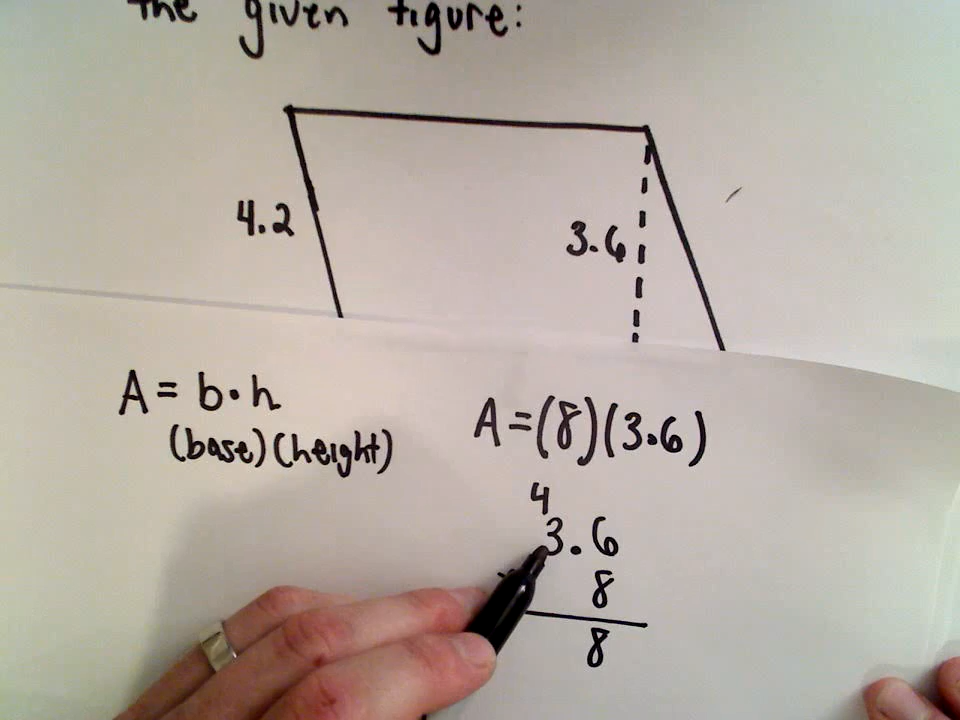 the given figure:
4.2
3.6
A = b·h
(base)(height)
A = (8)(3.6)
4
3.6
8
8